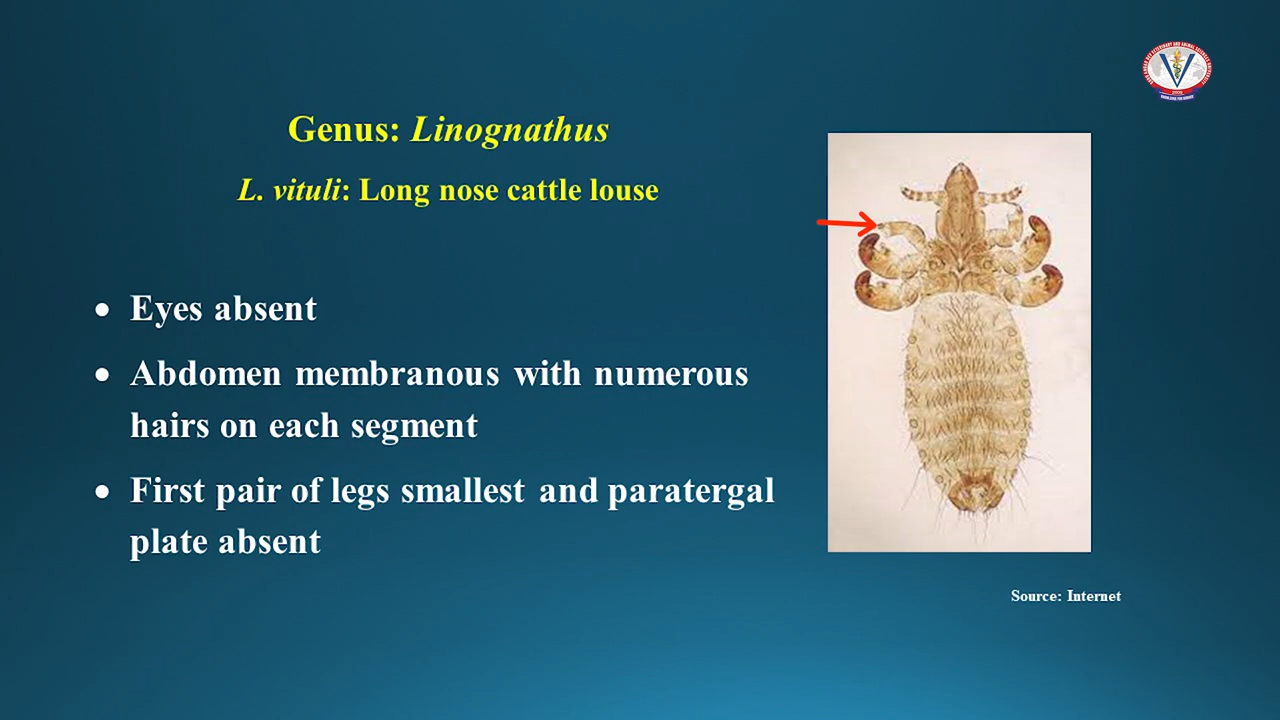 Genus: Linognathus
L. vituli: Long nose cattle louse
• Eyes absent
• Abdomen membranous with numerous
hairs on each segment
• First pair of legs smallest and paratergal
plate absent
Source: Internet